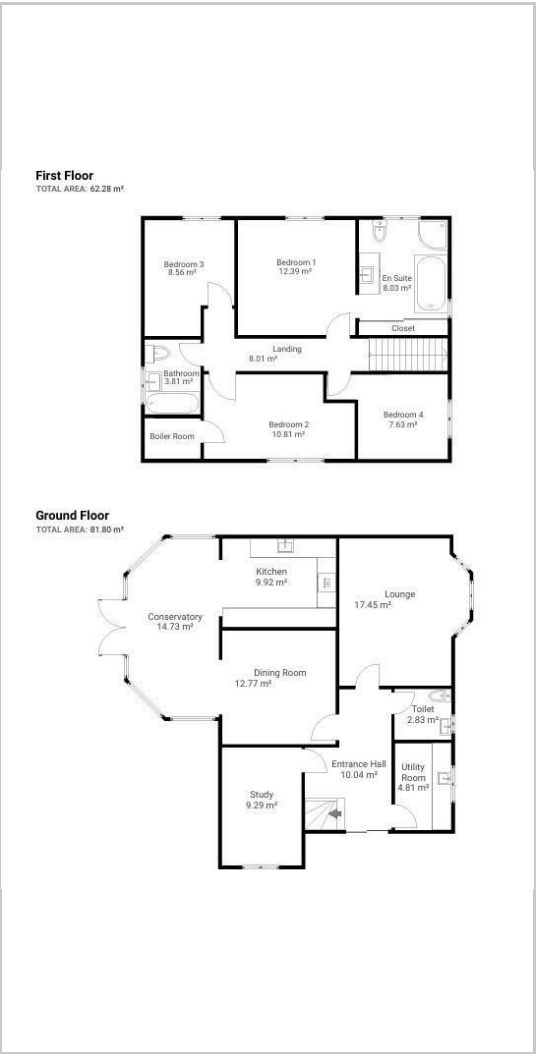 First Floor
TOTAL AREA: 62.28 m²
Bedroom 3
8.56 m²
Bedroom 1
12.39 m²
En Suite
8.03 m²
Closet
Landing
8.01 m²
Bathroom
3.81 m²
Bedroom 2
10.81 m²
Bedroom 4
7.63 m²
Boiler Room
Ground Floor
TOTAL AREA: 81.80 m²
Kitchen
9.92 m²
Lounge
17.45 m²
Conservatory
14.73 m²
Dining Room
12.77 m²
Toilet
2.83 m²
Entrance Hall
10.04 m²
Utility
Room
4.81 m²
Study
9.29 m²